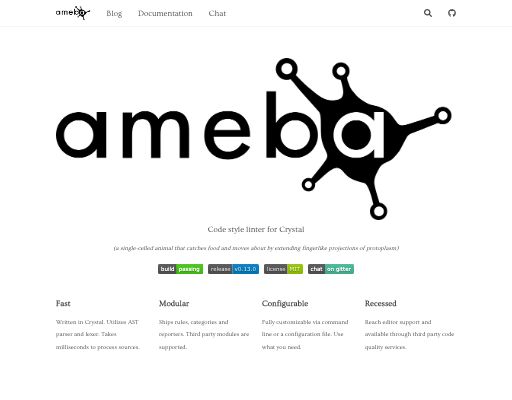 ameba Blog Documentation Chat
ameba
Code style linter for Crystal
(a single-celled animal that catches food and moves about by extending fingerlike projections of protoplasm)
build passing release v0.13.0 license MIT chat on gitter
Fast
Written in Crystal. Utilizes AST
parser and lexer. Takes
milliseconds to process sources.
Modular
Ships rules, categories and
reporters. Third party modules are
supported.
Configurable
Fully customizable via command
line or a configuration file. Use
what you need.
Recessed
Reach editor support and
available through third party code
quality services.